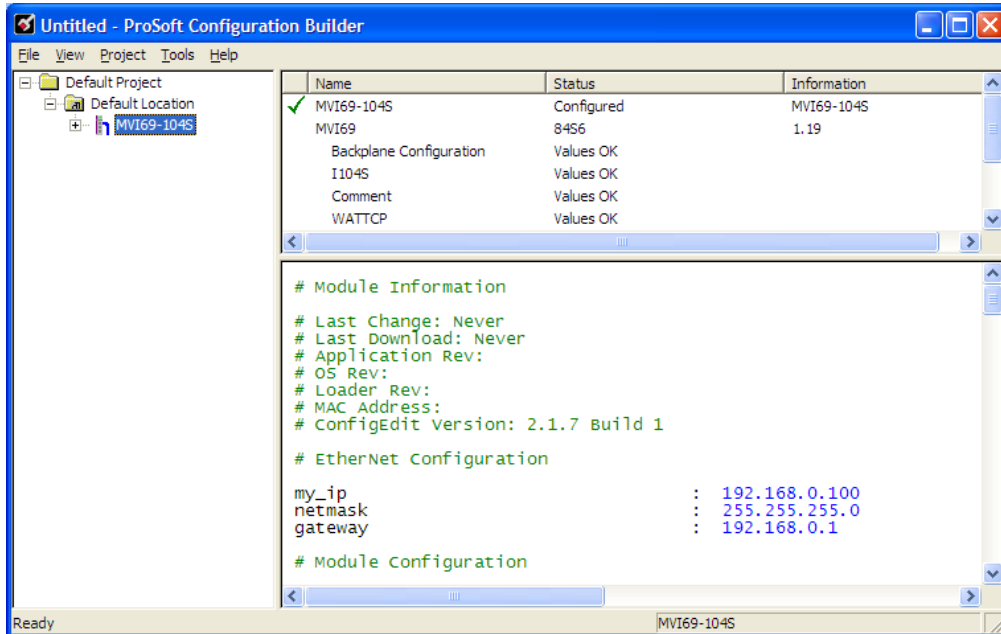 Untitled - ProSoft Configuration Builder
File View Project Tools Help
Default Project
Default Location
MVI69-104S
Name Status Information
MVI69-104S Configured MVI69-104S
MVI69 84S6 1.19
Backplane Configuration Values OK
I104S Values OK
Comment Values OK
WATTCP Values OK
# Module Information
# Last Change: Never
# Last Download: Never
# Application Rev:
# OS Rev:
# Loader Rev:
# MAC Address:
# ConfigEdit Version: 2.1.7 Build 1
# EtherNet Configuration
my_ip : 192.168.0.100
netmask : 255.255.255.0
gateway : 192.168.0.1
# Module Configuration
Ready MVI69-104S